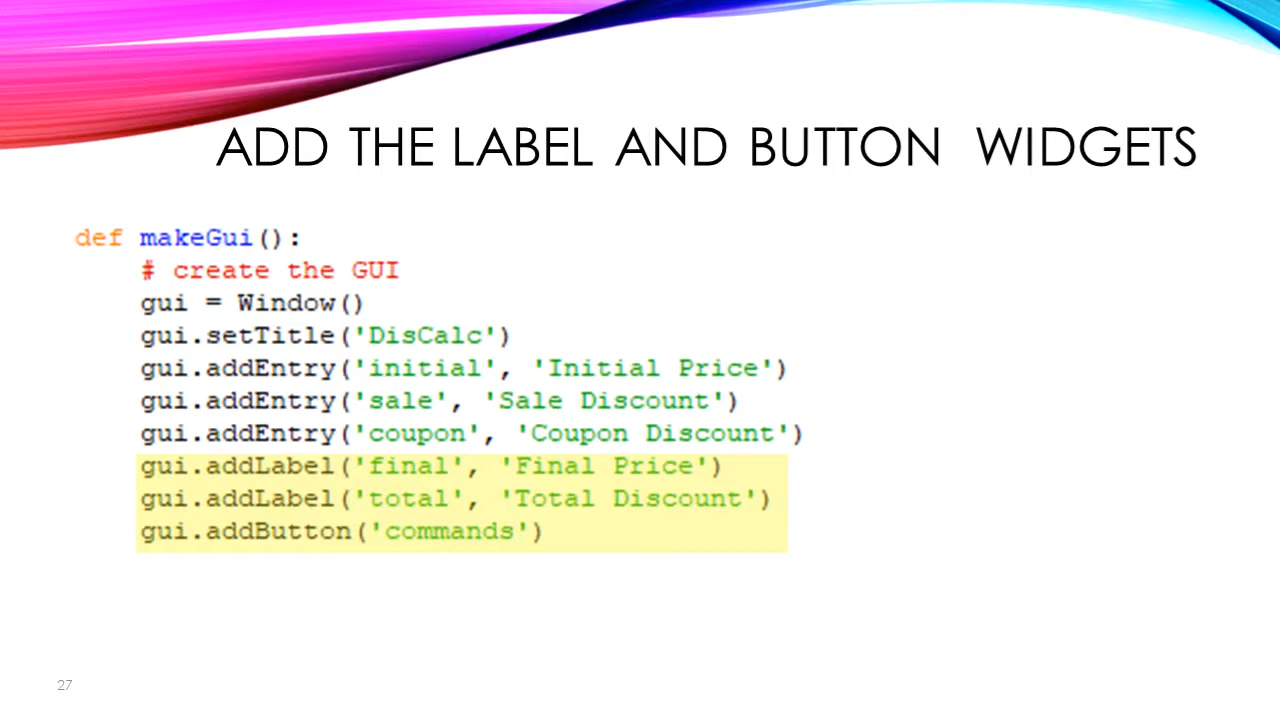 ADD THE LABEL AND BUTTON WIDGETS
def makeGui():
    # create the GUI
    gui = Window()
    gui.setTitle('DisCalc')
    gui.addEntry('initial', 'Initial Price')
    gui.addEntry('sale', 'Sale Discount')
    gui.addEntry('coupon', 'Coupon Discount')
    gui.addLabel('final', 'Final Price')
    gui.addLabel('total', 'Total Discount')
    gui.addButton('commands')
27